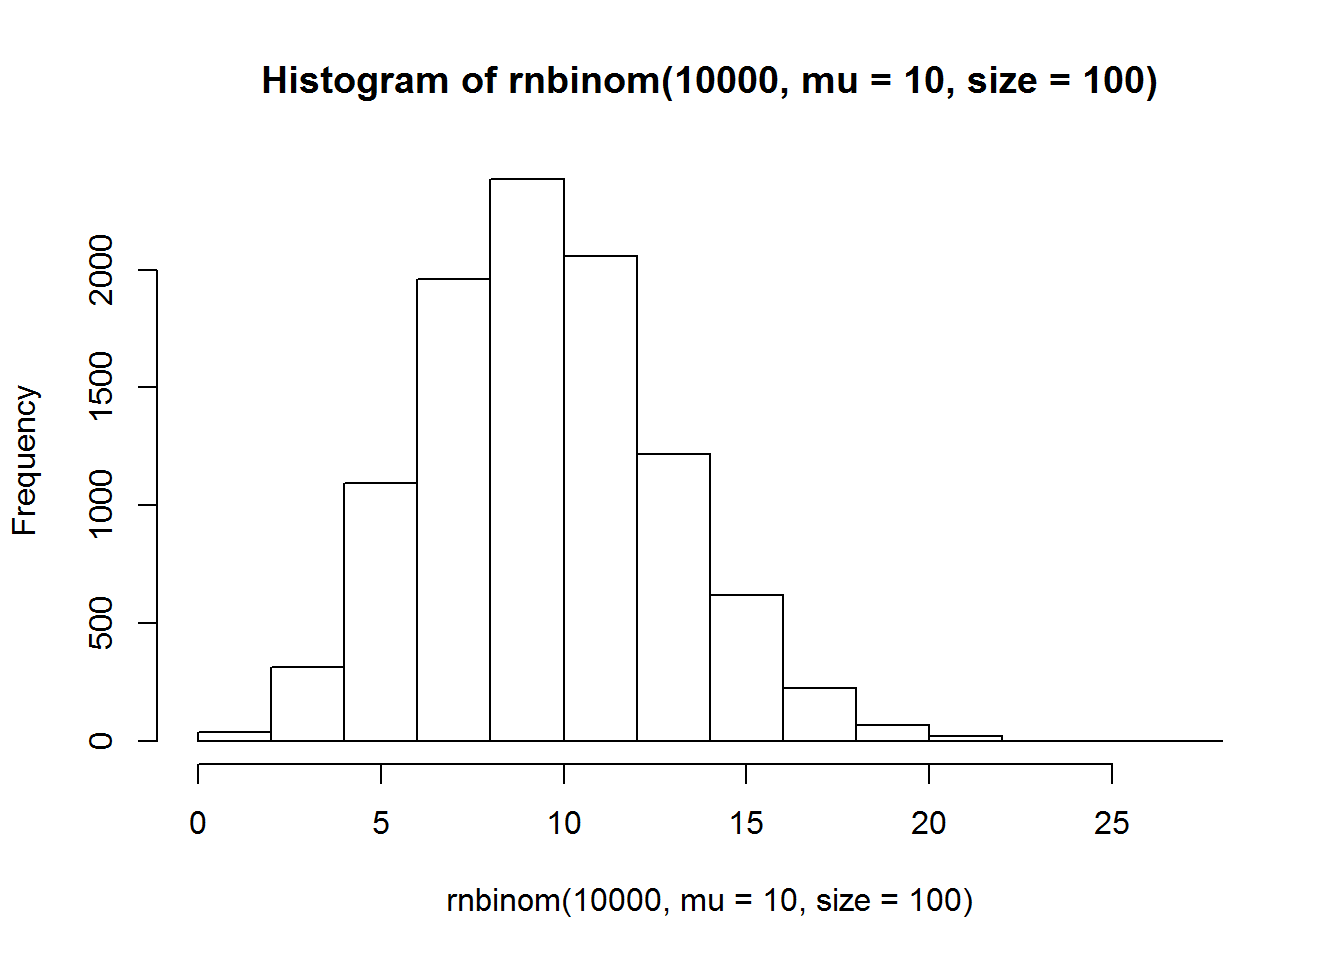 Histogram of rnbinom(10000, mu = 10, size = 100)
Frequency
2000
1500
1000
500
0
0 5 10 15 20 25
rnbinom(10000, mu = 10, size = 100)